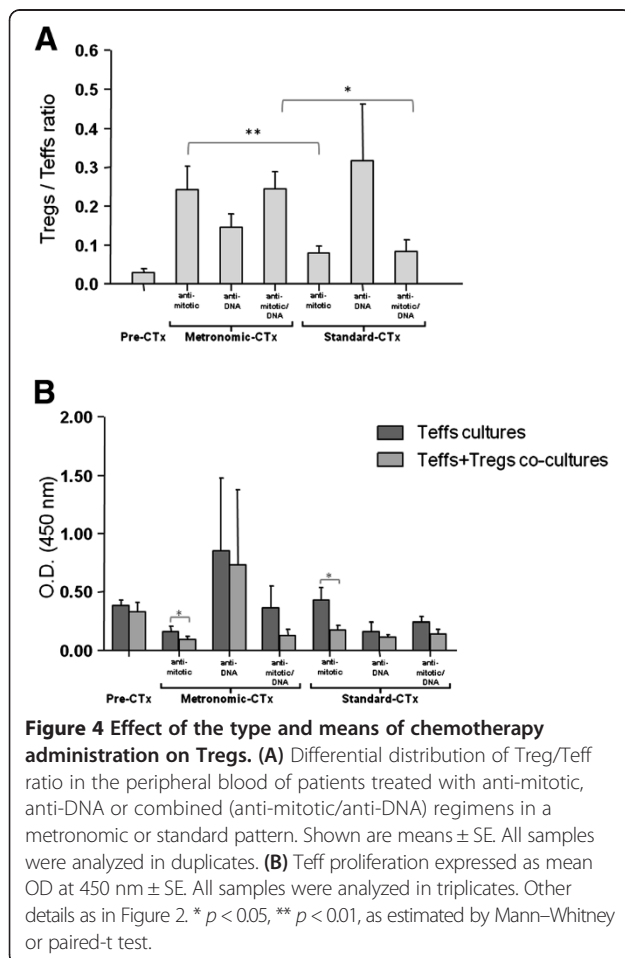 A
Tregs / Teffs ratio
0.6
0.5
0.4
0.3
0.2
0.1
0.0
**
*
anti-mitotic
anti-DNA
anti-mitotic/DNA
anti-mitotic
anti-DNA
anti-mitotic/DNA
Pre-CTx
Metronomic-CTx
Standard-CTx
B
O.D. (450 nm)
2.00
1.50
1.00
0.50
0.00
Teffs cultures
Teffs+Tregs co-cultures
*
*
anti-mitotic
anti-DNA
anti-mitotic/DNA
anti-mitotic
anti-DNA
anti-mitotic/DNA
Pre-CTx
Metronomic-CTx
Standard-CTx
Figure 4 Effect of the type and means of chemotherapy
administration on Tregs. (A) Differential distribution of Treg/Teff
ratio in the peripheral blood of patients treated with anti-mitotic,
anti-DNA or combined (anti-mitotic/anti-DNA) regimens in a
metronomic or standard pattern. Shown are means ± SE. All samples
were analyzed in duplicates. (B) Teff proliferation expressed as mean
OD at 450 nm ± SE. All samples were analyzed in triplicates. Other
details as in Figure 2. * p < 0.05, ** p < 0.01, as estimated by Mann–Whitney
or paired-t test.